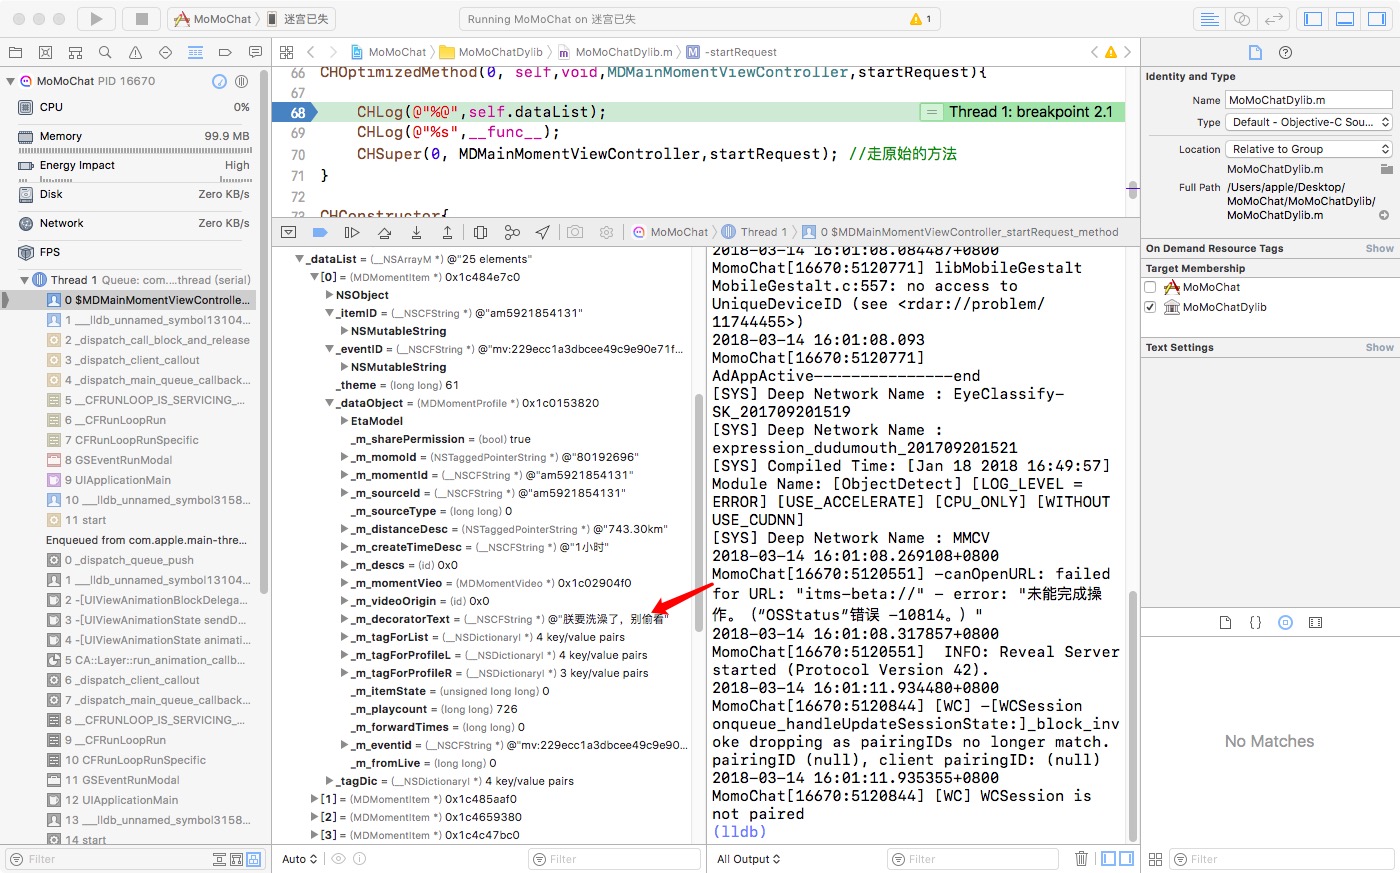 MoMoChat 迷宫已失
Running MoMoChat on 迷宫已失
1
MoMoChat MoMoChatDylib MoMoChatDylib.m -startRequest
MoMoChat PID 16670
CPU 0%
Memory 99.9 MB
Energy Impact High
Disk Zero KB/s
Network Zero KB/s
FPS
Thread 1 Queue: com....thread (serial)
0 $MDMainMomentViewControlle...
1 ___lldb_unnamed_symbol13104...
2 _dispatch_call_block_and_release
3 _dispatch_client_callout
4 _dispatch_main_queue_callback...
5 __CFRUNLOOP_IS_SERVICING_...
6 __CFRunLoopRun
7 CFRunLoopRunSpecific
8 GSEventRunModal
9 UIApplicationMain
10 ___lldb_unnamed_symbol3158...
11 start
Enqueued from com.apple.main-thre...
0 _dispatch_queue_push
1 ___lldb_unnamed_symbol13104...
2 -[UIViewAnimationBlockDelega...
3 -[UIViewAnimationState sendD...
4 -[UIViewAnimationState animati...
5 CA::Layer::run_animation_callb...
6 _dispatch_client_callout
7 _dispatch_main_queue_callback...
8 __CFRUNLOOP_IS_SERVICING_...
9 __CFRunLoopRun
10 CFRunLoopRunSpecific
11 GSEventRunModal
12 UIApplicationMain
13 ___lldb_unnamed_symbol3158...
14 start
Filter
66 CHOptimizedMethod(0, self,void,MDMainMomentViewController,startRequest){
67
68 CHLog(@"%@",self.dataList);
Thread 1: breakpoint 2.1
69 CHLog(@"%s",__func__);
70 CHSuper(0, MDMainMomentViewController,startRequest); //走原始的方法
71 }
72
73 CHConstructor{
MoMoChat Thread 1 0 $MDMainMomentViewController_startRequest_method
_dataList = (__NSArrayM *) @"25 elements"
[0] = (MDMomentItem *) 0x1c484e7c0
NSObject
_itemID = (__NSCFString *) @"am5921854131"
NSMutableString
_eventID = (__NSCFString *) @"mv:229ecc1a3dbcee49c9e90e71f...
NSMutableString
_theme = (long long) 61
_dataObject = (MDMomentProfile *) 0x1c0153820
EtaModel
_m_sharePermission = (bool) true
_m_momoId = (NSTaggedPointerString *) @"80192696"
_m_momentId = (__NSCFString *) @"am5921854131"
_m_sourceId = (__NSCFString *) @"am5921854131"
_m_sourceType = (long long) 0
_m_distanceDesc = (NSTaggedPointerString *) @"743.30km"
_m_createTimeDesc = (__NSCFString *) @"1小时"
_m_descs = (id) 0x0
_m_momentVieo = (MDMomentVideo *) 0x1c02904f0
_m_videoOrigin = (id) 0x0
_m_decoratorText = (__NSCFString *) @"朕要洗澡了，别偷看"
_m_tagForList = (__NSDictionaryI *) 4 key/value pairs
_m_tagForProfileL = (__NSDictionaryI *) 4 key/value pairs
_m_tagForProfileR = (__NSDictionaryI *) 3 key/value pairs
_m_itemState = (unsigned long long) 0
_m_playcount = (long long) 726
_m_forwardTimes = (long long) 0
_m_eventid = (__NSCFString *) @"mv:229ecc1a3dbcee49c9e90...
_m_fromLive = (long long) 0
_tagDic = (__NSDictionaryI *) 4 key/value pairs
[1] = (MDMomentItem *) 0x1c485aaf0
[2] = (MDMomentItem *) 0x1c4659380
[3] = (MDMomentItem *) 0x1c4c47bc0
Auto
Filter
2018-03-14 16:01:08.084487+0800
MomoChat[16670:5120771] libMobileGestalt
MobileGestalt.c:557: no access to
UniqueDeviceID (see <rdar://problem/
11744455>)
2018-03-14 16:01:08.093
MomoChat[16670:5120771]
AdAppActive---------------end
[SYS] Deep Network Name : EyeClassify-
SK_201709201519
[SYS] Deep Network Name :
expression_dudumouth_201709201521
[SYS] Compiled Time: [Jan 18 2018 16:49:57]
Module Name: [ObjectDetect] [LOG_LEVEL =
ERROR] [USE_ACCELERATE] [CPU_ONLY] [WITHOUT
USE_CUDNN]
[SYS] Deep Network Name : MMCV
2018-03-14 16:01:08.269108+0800
MomoChat[16670:5120551] -canOpenURL: failed
for URL: "itms-beta://" - error: "未能完成操
作。（“OSStatus”错误 -10814。）"
2018-03-14 16:01:08.317857+0800
MomoChat[16670:5120551]  INFO: Reveal Server
started (Protocol Version 42).
2018-03-14 16:01:11.934480+0800
MomoChat[16670:5120844] [WC] -[WCSession
onqueue_handleUpdateSessionState:]_block_inv
oke dropping as pairingIDs no longer match.
pairingID (null), client pairingID: (null)
2018-03-14 16:01:11.935355+0800
MomoChat[16670:5120844] [WC] WCSession is
not paired
(lldb)
All Output
Filter
Identity and Type
Name MoMoChatDylib.m
Type Default - Objective-C Sou...
Location Relative to Group
MoMoChatDylib.m
Full Path /Users/apple/Desktop/
MoMoChat/MoMoChatDylib/
MoMoChatDylib.m
On Demand Resource Tags Show
Target Membership
MoMoChat
MoMoChatDylib
Text Settings Show
No Matches
Filter